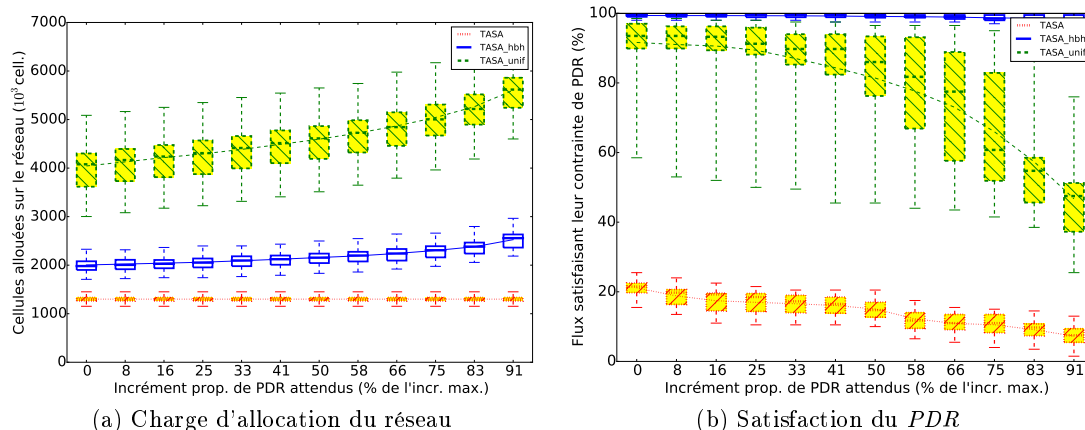 7000
6000
5000
4000
3000
2000
1000
0
Cellules allouées sur le réseau (10³ cell.)
TASA
TASA_hbh
TASA_unif
0 8 16 25 33 41 50 58 66 75 83 91
Incrément prop. de PDR attendus (% de l'incr. max.)
(a) Charge d'allocation du réseau
100
80
60
40
20
0
Flux satisfaisant leur contrainte de PDR (%)
TASA
TASA_hbh
TASA_unif
0 8 16 25 33 41 50 58 66 75 83 91
Incrément prop. de PDR attendus (% de l'incr. max.)
(b) Satisfaction du PDR